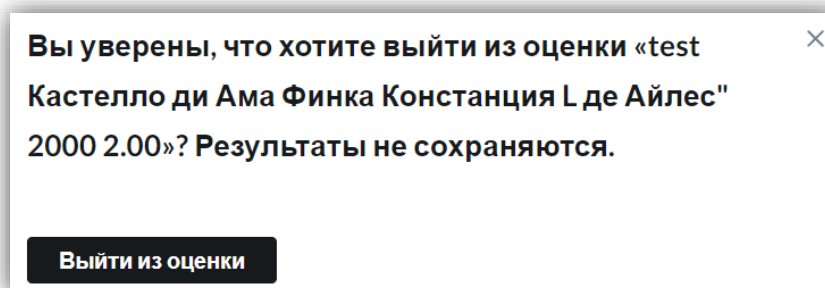 Вы уверены, что хотите выйти из оценки «test
Кастелло ди Ама Финка Констанция L де Айлес"
2000 2.00»? Результаты не сохраняются.
Выйти из оценки